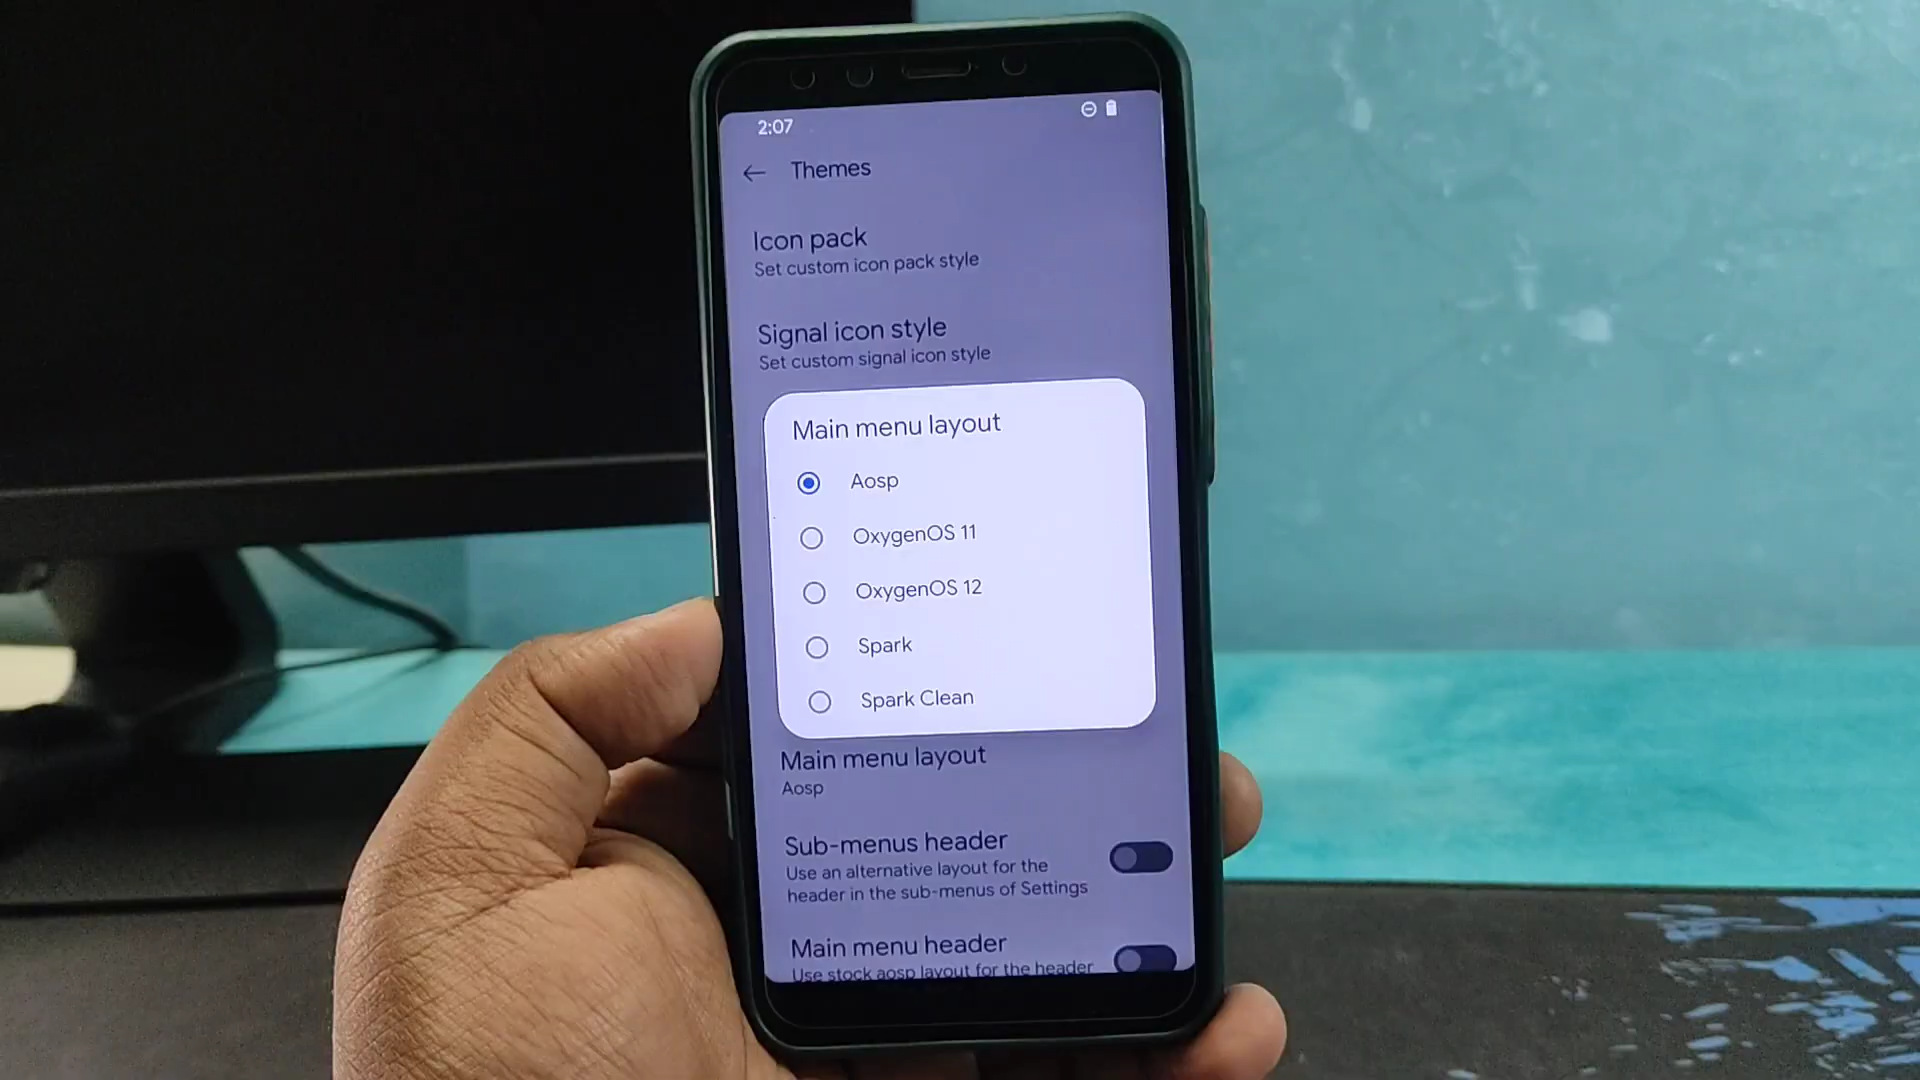 2:07
Themes
Icon pack
Set custom icon pack style
Signal icon style
Set custom signal icon style
Main menu layout
Aosp
OxygenOS 11
OxygenOS 12
Spark
Spark Clean
Main menu layout
Aosp
Sub-menus header
Use an alternative layout for the
header in the sub-menus of Settings
Main menu header
Use stock aosp layout for the header